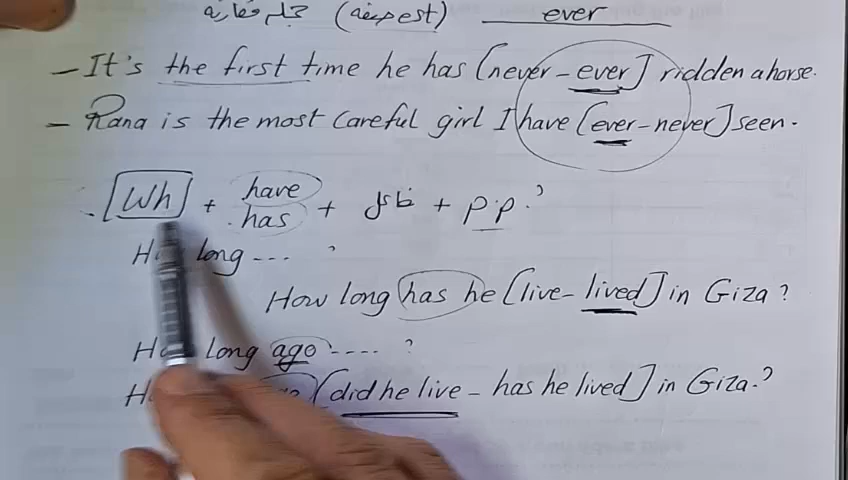 جمل مقارنة (صيغة est) ever
- It's the first time he has [never - ever] ridden a horse.
- Rana is the most careful girl I have [ever - never] seen.
[Wh] + have
has + فاعل + p.p ?
long .... ?
How long has he [live - lived] in Giza ?
long ago .... ?
[did he live - has he lived] in Giza ?